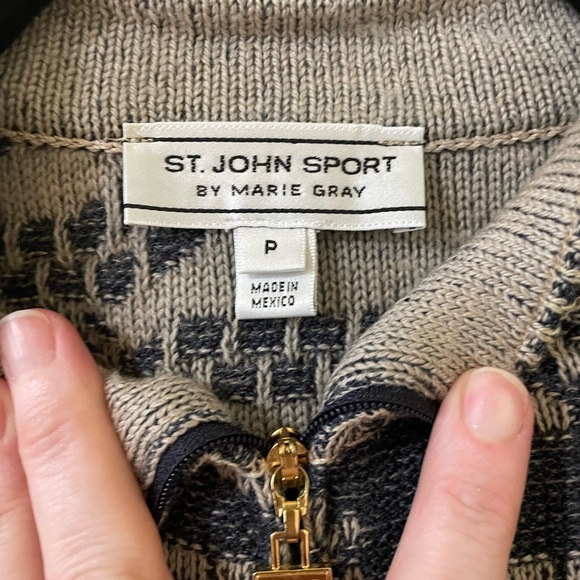 ST. JOHN SPORT
BY MARIE GRAY
P
MADE IN
MEXICO